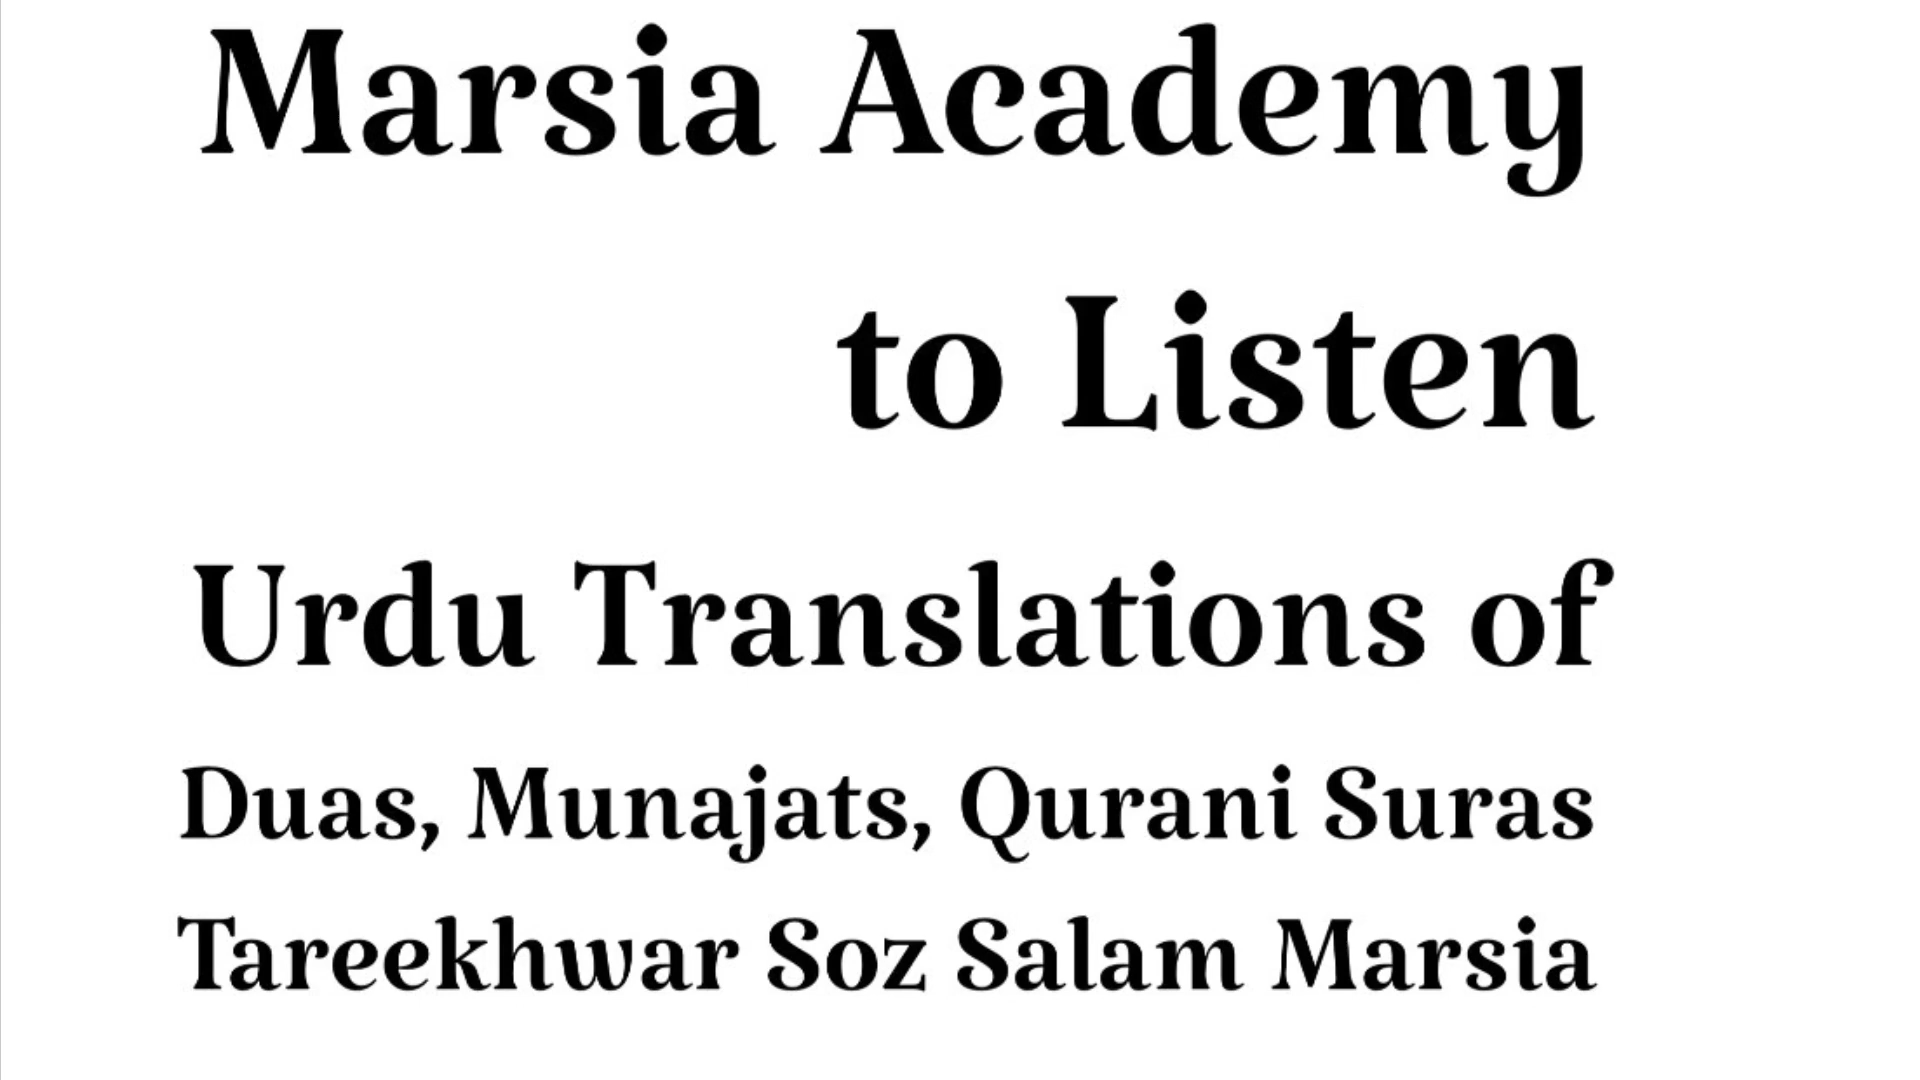 Marsia Academy
to Listen
Urdu Translations of
Duas, Munajats, Qurani Suras
Tareekhwar Soz Salam Marsia